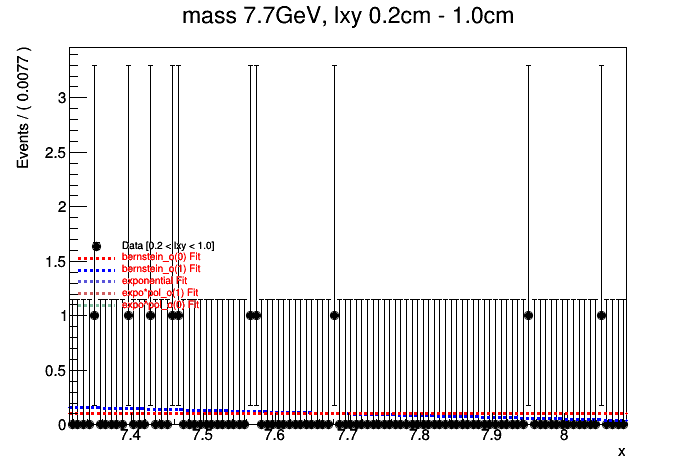 mass 7.7GeV, lxy 0.2cm - 1.0cm
Events / ( 0.0077 )
3
2.5
2
1.5
1
0.5
0
Data [0.2 < lxy < 1.0]
bernstein_o(0) Fit
bernstein_o(1) Fit
exponential Fit
expo*pol_o(1) Fit
expo*pol_o(0) Fit
7.4 7.5 7.6 7.7 7.8 7.9 8
x